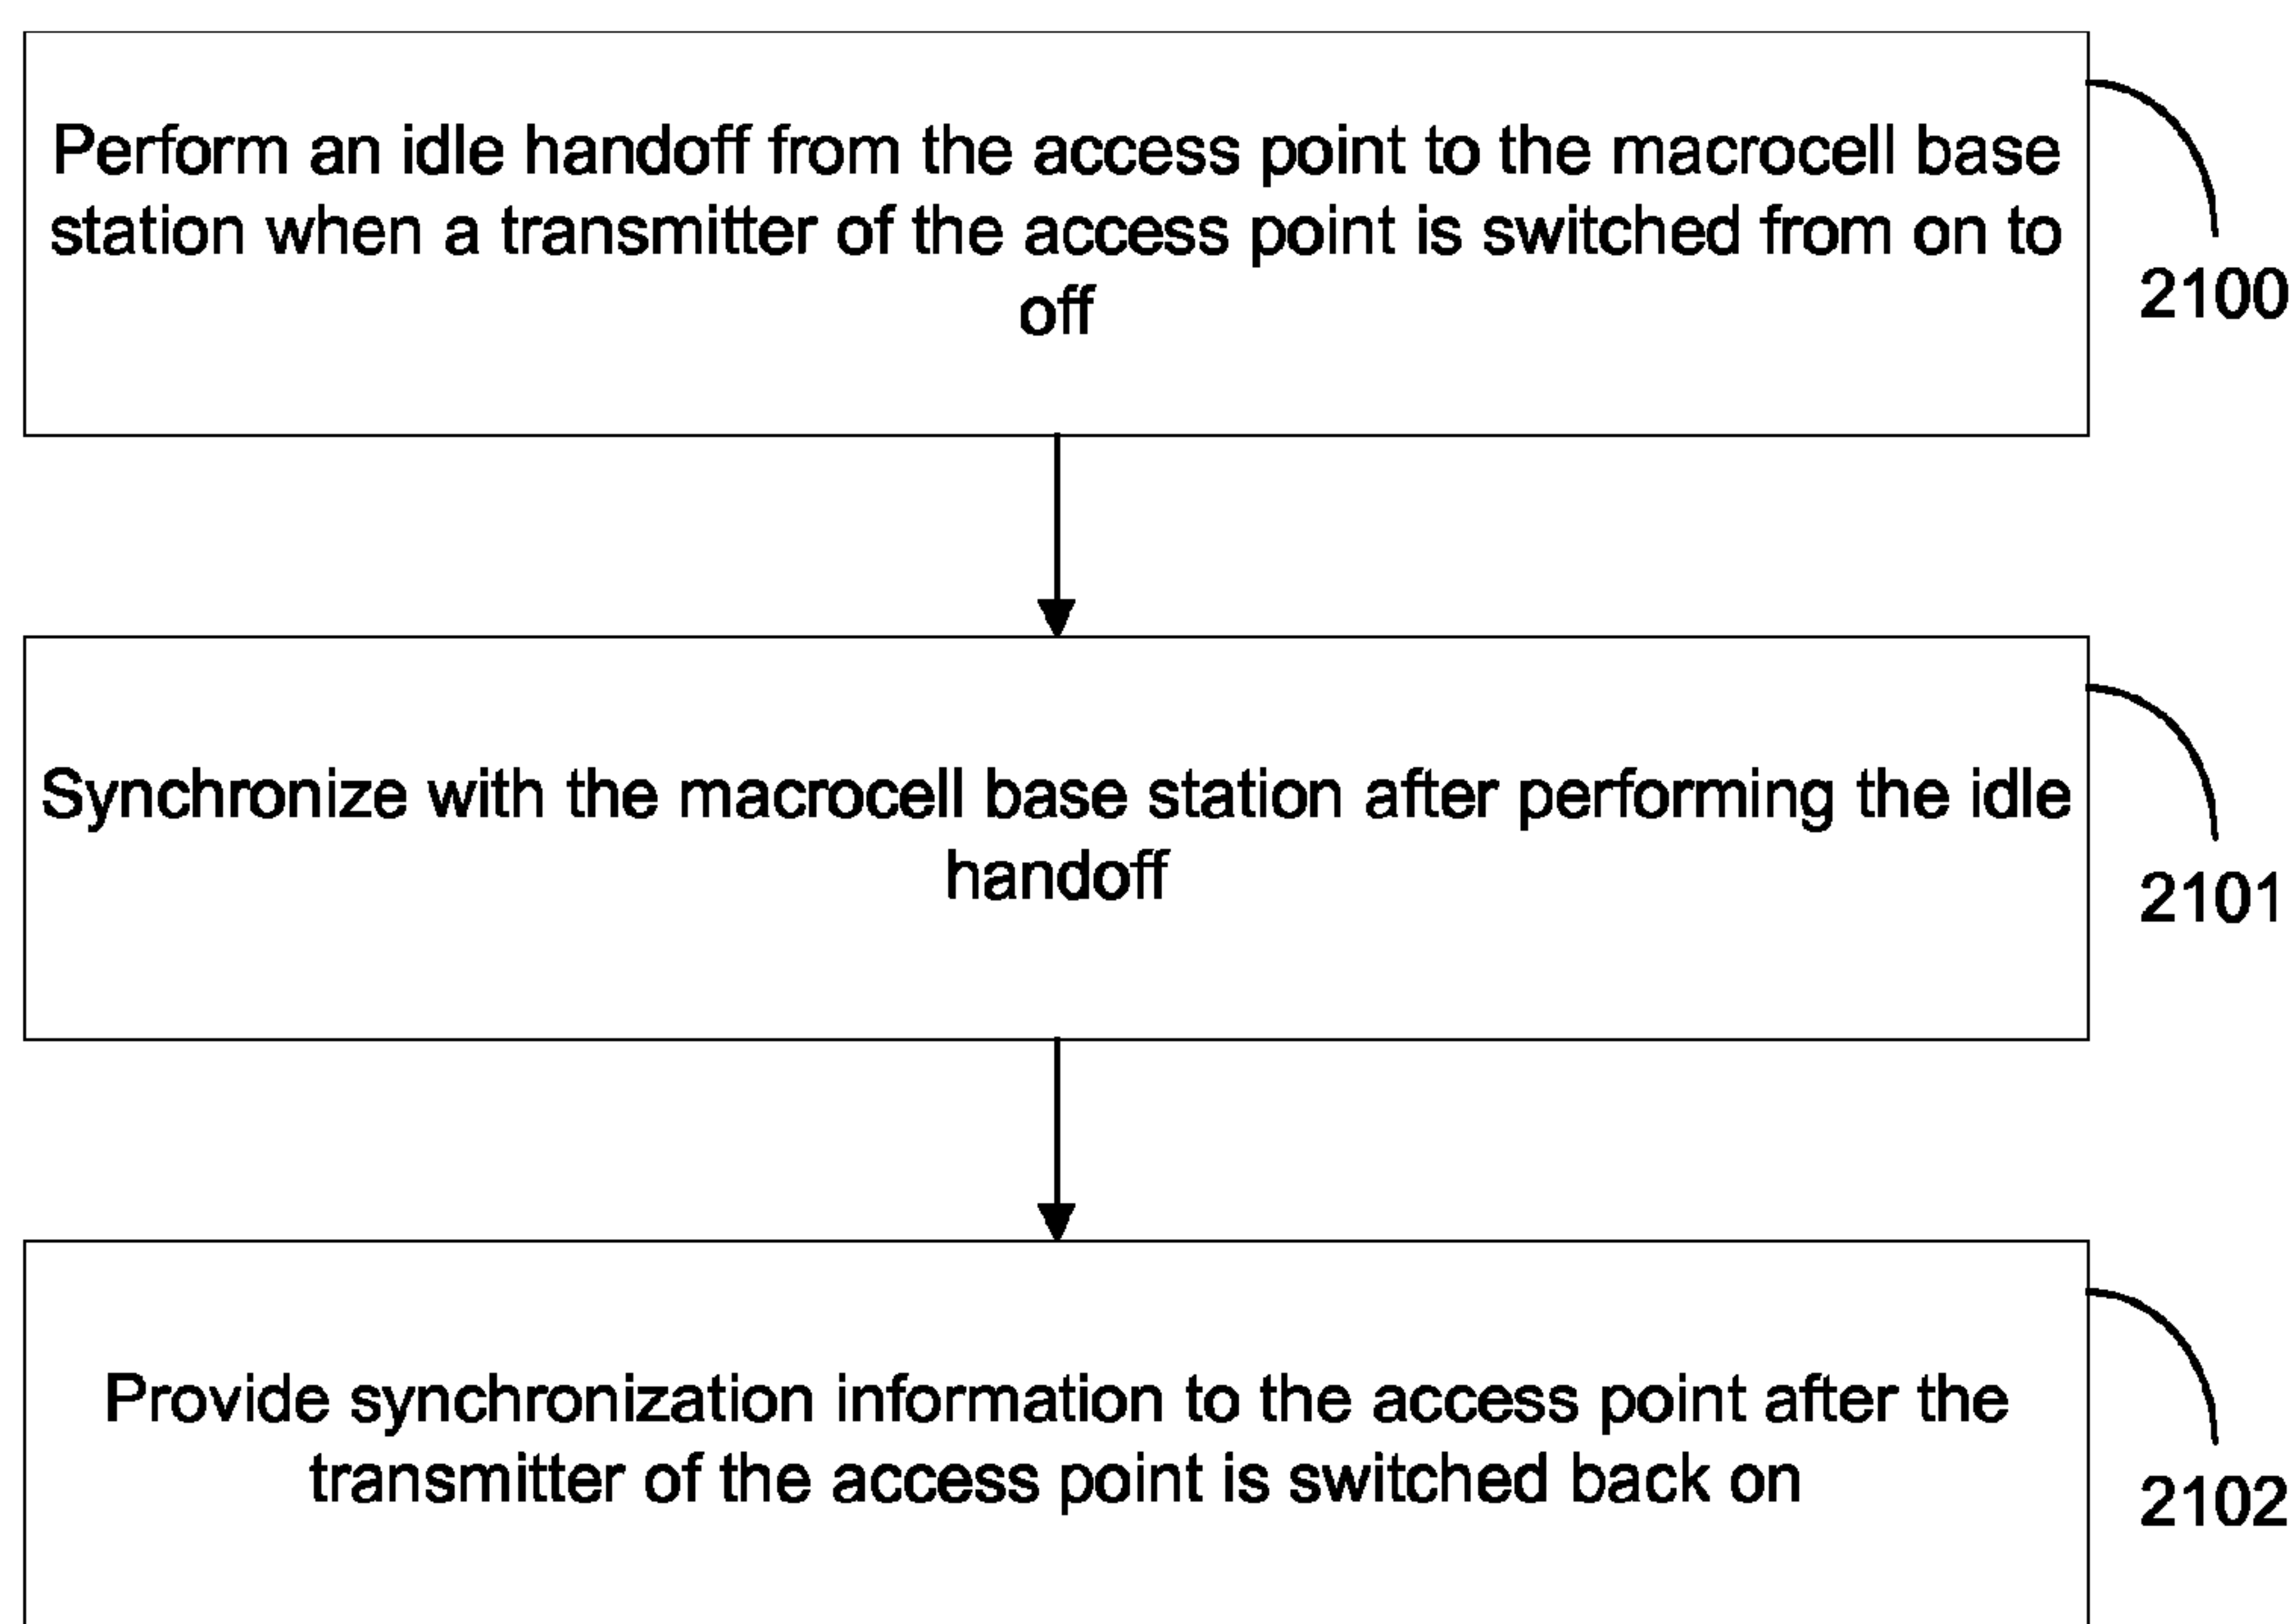 Perform an idle handoff from the access point to the macrocell base
station when a transmitter of the access point is switched from on to
off
2100
Synchronize with the macrocell base station after performing the idle
handoff
2101
Provide synchronization information to the access point after the
transmitter of the access point is switched back on
2102